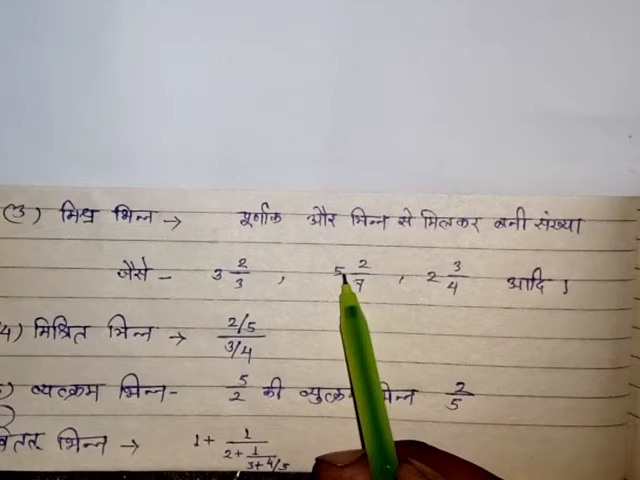 (3) मिश्र भिन्न → पूर्णांक और भिन्न से मिलकर बनी संख्या
जैसे - 3 2/3 , 5 2/7 , 2 3/4 आदि ।
4) मिश्रित भिन्न → 2/5 / 3/4
) व्युत्क्रम भिन्न - 5/2 की व्युत्क्रम भिन्न 2/5
वितत् भिन्न → 1 + 1/(2 + 1/(3 + 4/5))